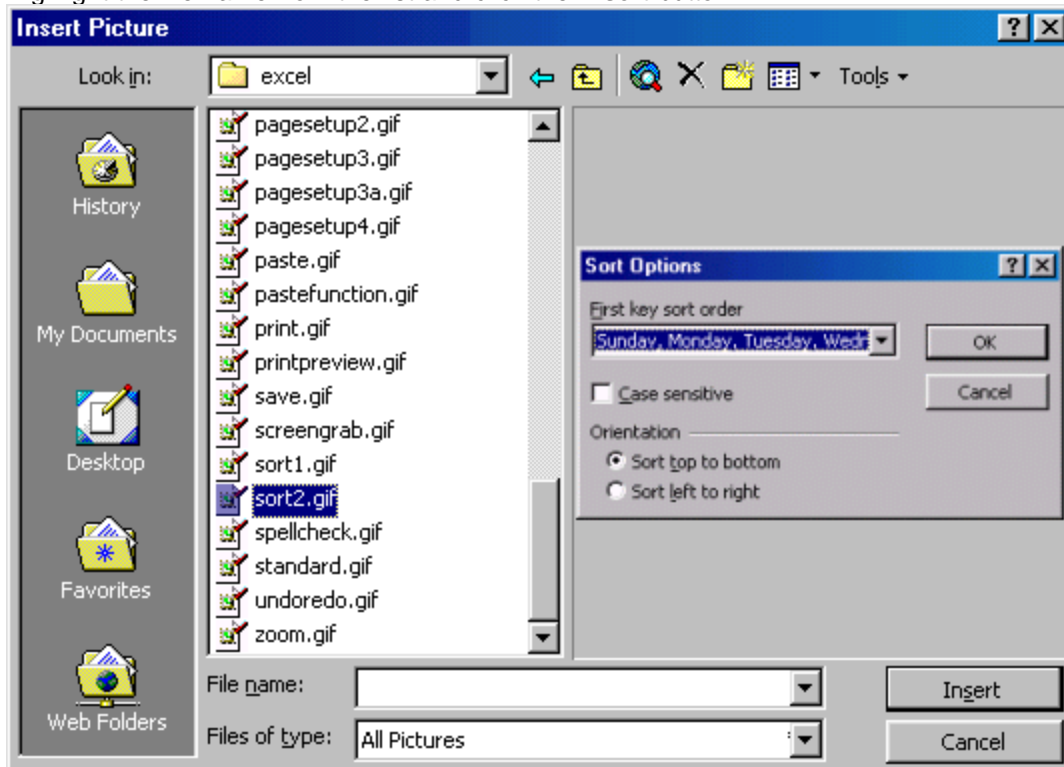 Insert Picture
Look in: excel Tools
History
My Documents
Desktop
Favorites
Web Folders
pagesetup2.gif
pagesetup3.gif
pagesetup3a.gif
pagesetup4.gif
paste.gif
pastefunction.gif
print.gif
printpreview.gif
save.gif
screengrab.gif
sort1.gif
sort2.gif
spellcheck.gif
standard.gif
undoredo.gif
zoom.gif
Sort Options
First key sort order
Sunday, Monday, Tuesday, Wedr
OK
Case sensitive
Cancel
Orientation
Sort top to bottom
Sort left to right
File name:
Insert
Files of type: All Pictures
Cancel